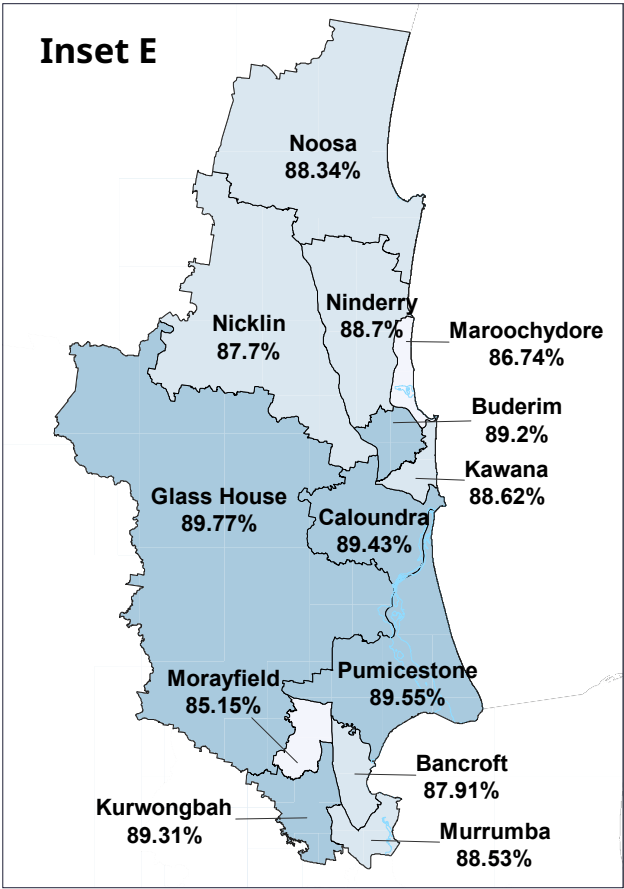 Inset E
Noosa
88.34%
Nicklin
87.7%
Ninderry
88.7%
Maroochydore
86.74%
Buderim
89.2%
Kawana
88.62%
Glass House
89.77%
Caloundra
89.43%
Morayfield
85.15%
Pumicestone
89.55%
Bancroft
87.91%
Kurwongbah
89.31%
Murrumba
88.53%